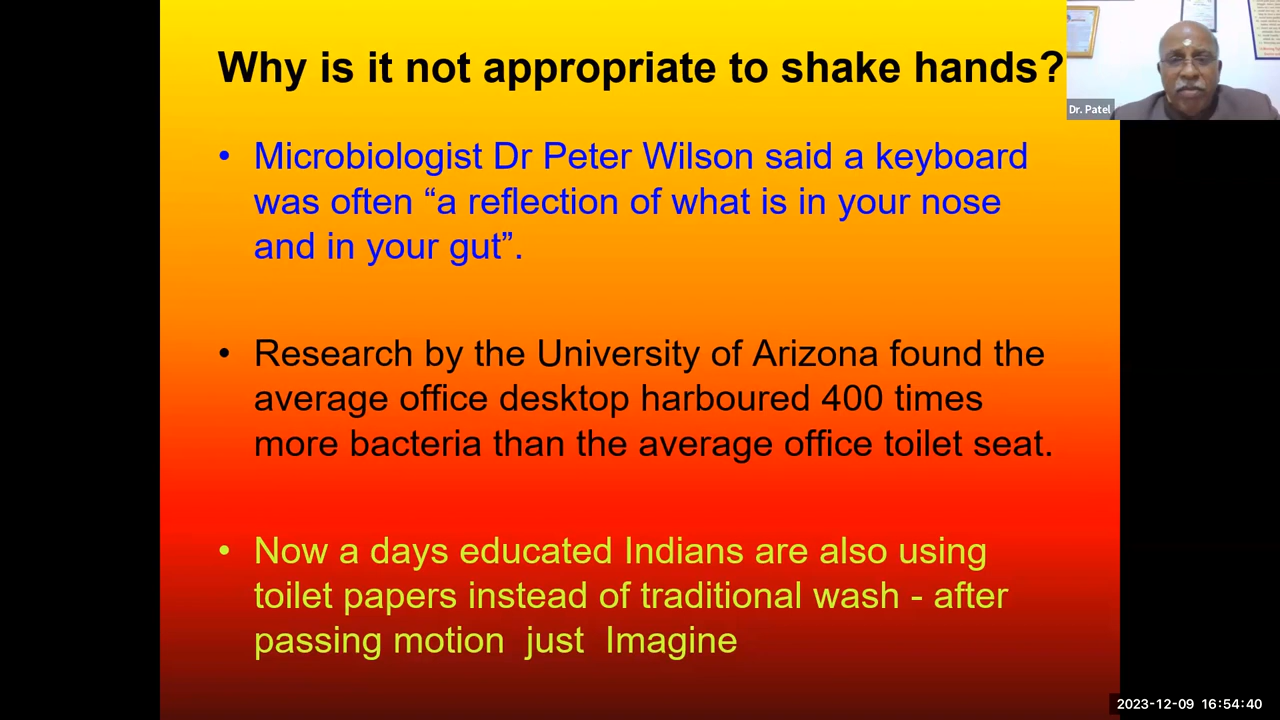 Why is it not appropriate to shake hands?
Dr. Patel
• Microbiologist Dr Peter Wilson said a keyboard
was often “a reflection of what is in your nose
and in your gut”.
• Research by the University of Arizona found the
average office desktop harboured 400 times
more bacteria than the average office toilet seat.
• Now a days educated Indians are also using
toilet papers instead of traditional wash - after
passing motion  just  Imagine
2023-12-09 16:54:40